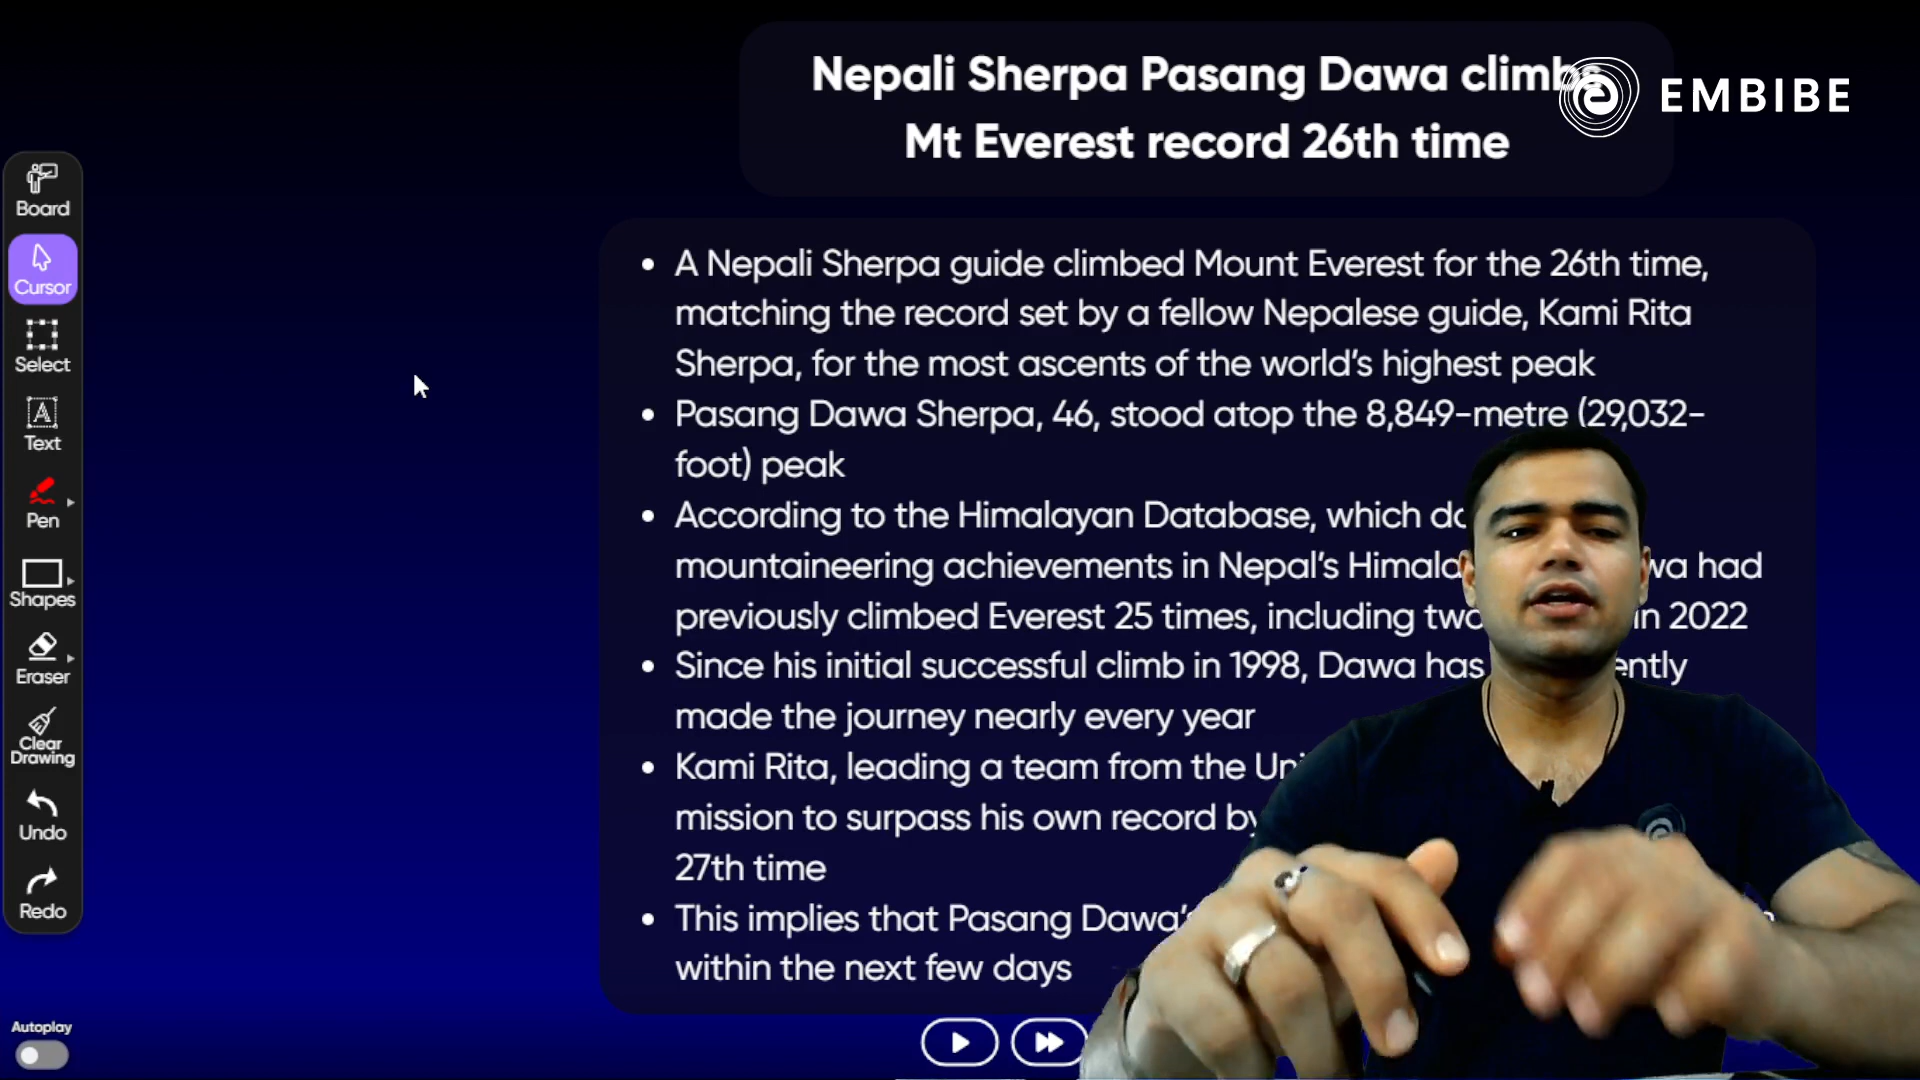 Nepali Sherpa Pasang Dawa climbs
Mt Everest record 26th time
EMBIBE
Board
Cursor
Select
Text
Pen
Shapes
Eraser
Clear
Drawing
Undo
Redo
Autoplay
• A Nepali Sherpa guide climbed Mount Everest for the 26th time,
matching the record set by a fellow Nepalese guide, Kami Rita
Sherpa, for the most ascents of the world's highest peak
• Pasang Dawa Sherpa, 46, stood atop the 8,849-metre (29,032-
foot) peak
• According to the Himalayan Database, which
mountaineering achievements in Nepal's had
previously climbed Everest 25 times, including in 2022
• Since his initial successful climb in 1998, Dawa has
made the journey nearly every year
• Kami Rita, leading a team from the
mission to surpass his own record by
27th time
• This implies that Pasang Dawa's
within the next few days